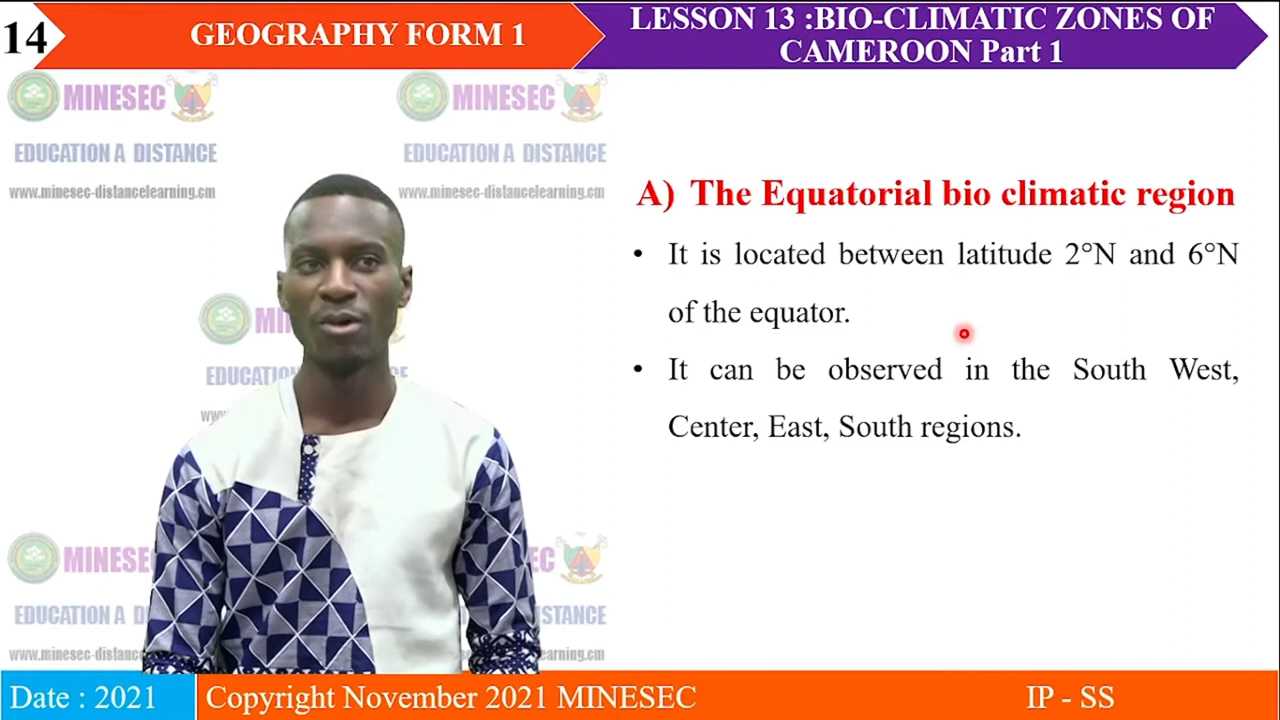 14
GEOGRAPHY FORM 1
LESSON 13 :BIO-CLIMATIC ZONES OF
CAMEROON Part 1
MINESEC
MINESEC
EDUCATION A DISTANCE
EDUCATION A DISTANCE
www.minesec-distancelearning.cm
www.minesec-distancelearning.cm
A) The Equatorial bio climatic region
• It is located between latitude 2°N and 6°N
of the equator.
• It can be observed in the South West,
Center, East, South regions.
Date : 2021
Copyright November 2021 MINESEC
IP - SS